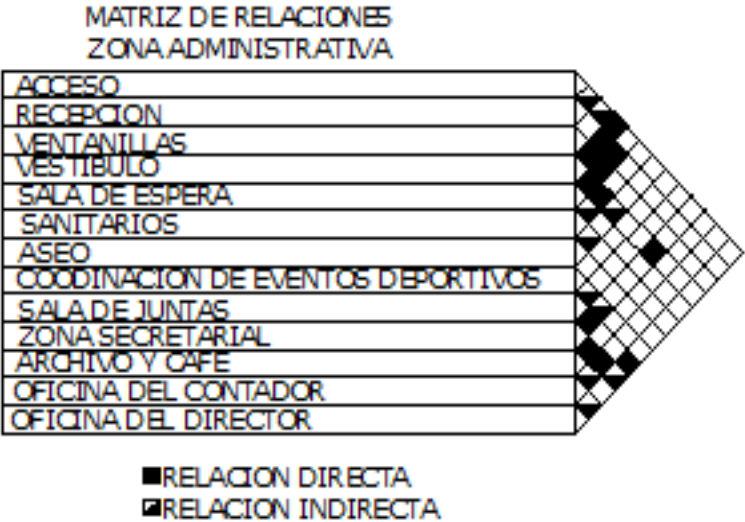 MATRIZ DE RELACIONES
ZONA ADMINISTRATIVA
ACCESO
RECEPCION
VENTANILLAS
VESTIBULO
SALA DE ESPERA
SANITARIOS
ASEO
COODINACION DE EVENTOS DEPORTIVOS
SALA DE JUNTAS
ZONA SECRETARIAL
ARCHIVO Y CAFE
OFICINA DEL CONTADOR
OFICINA DEL DIRECTOR
RELACION DIRECTA
RELACION INDIRECTA